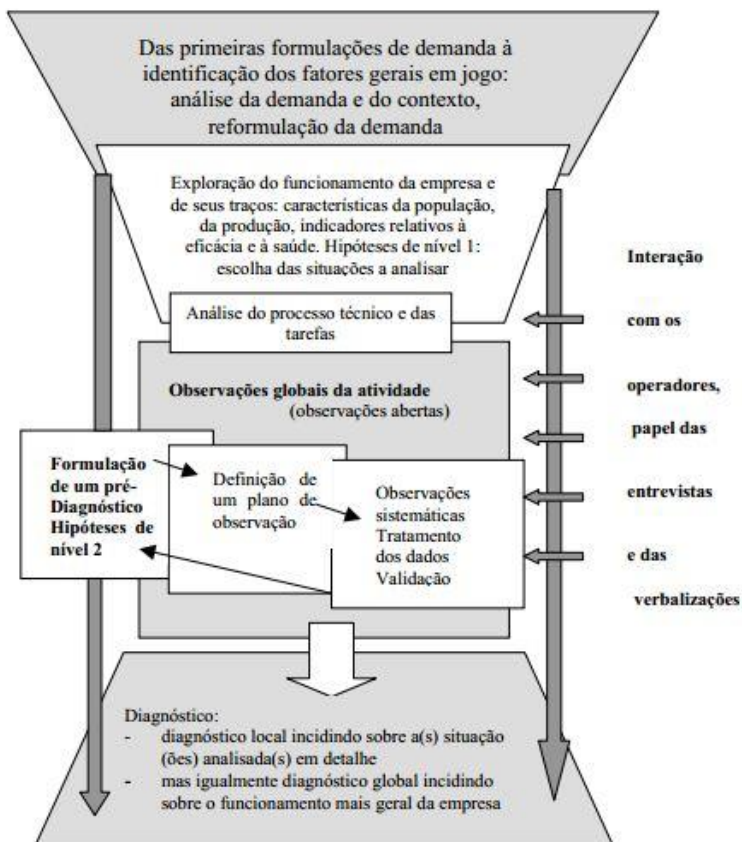 Das primeiras formulações de demanda à
identificação dos fatores gerais em jogo:
análise da demanda e do contexto,
reformulação da demanda
Exploração do funcionamento da empresa e
de seus traços: características da população,
da produção, indicadores relativos à
eficácia e à saúde. Hipóteses de nível 1:
escolha das situações a analisar
Análise do processo técnico e das
tarefas
Observações globais da atividade
(observações abertas)
Formulação
de um pré-
Diagnóstico
Hipóteses de
nível 2
Definição de
um plano de
observação
Observações
sistemáticas
Tratamento
dos dados
Validação
Interação
com os
operadores,
papel das
entrevistas
e das
verbalizações
Diagnóstico:
- diagnóstico local incidindo sobre a(s) situação
(ões) analisada(s) em detalhe
- mas igualmente diagnóstico global incidindo
sobre o funcionamento mais geral da empresa